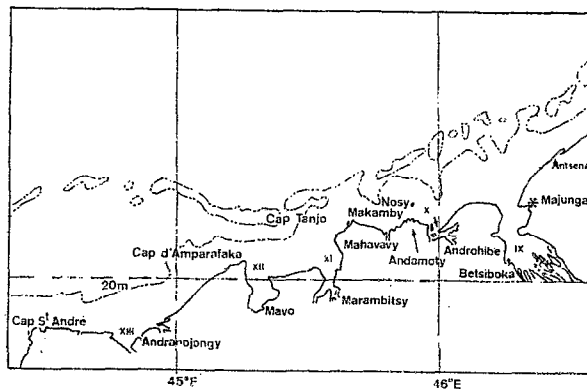 Antsena
Majunga
Nosy
Makamby
Cap Tanjo
X
Mahavavy
Androhibe
Andamoty
IX
Cap d'Amparafaka
XII
XI
Betsiboka
20m
Mavo
Marambitsy
Cap St André
XIII
45°E
46°E